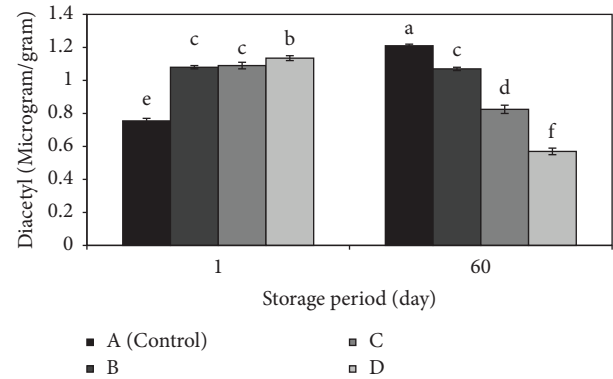 Diacetyl (Microgram/gram)
1.4
1.2
1
0.8
0.6
0.4
0.2
0
e
c
c
b
a
c
d
f
1
60
Storage period (day)
A (Control)
C
B
D